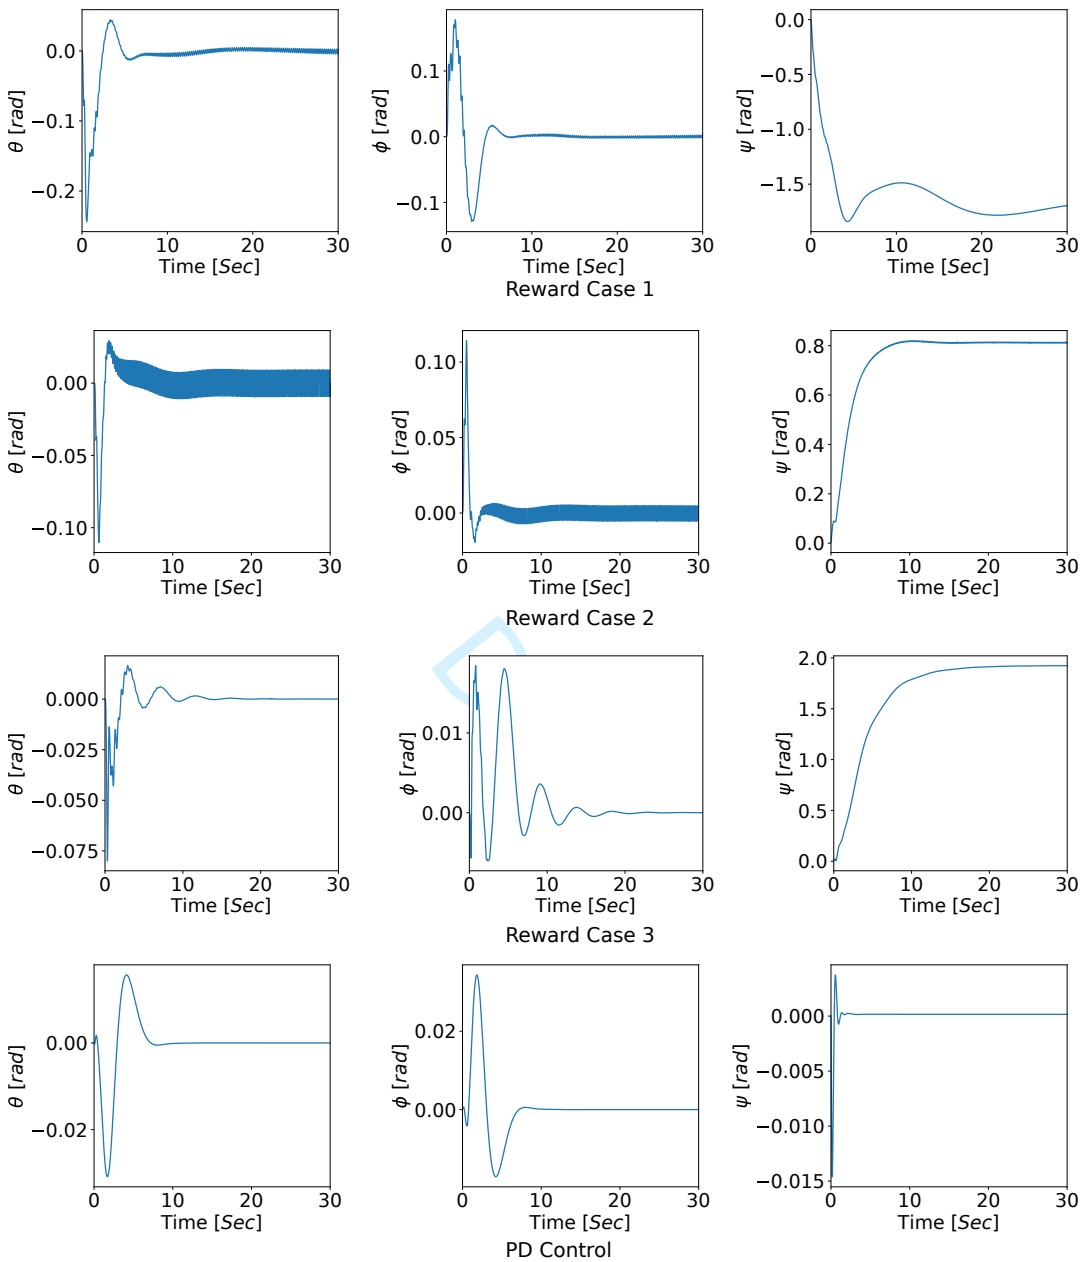 0.0
−0.1
−0.2
θ [rad]
0 10 20 30
Time [Sec]
0.1
0.0
−0.1
ϕ [rad]
0 10 20 30
Time [Sec]
0.0
−0.5
−1.0
−1.5
ψ [rad]
0 10 20 30
Time [Sec]
Reward Case 1
0.00
−0.05
−0.10
θ [rad]
0 10 20 30
Time [Sec]
0.10
0.05
0.00
ϕ [rad]
0 10 20 30
Time [Sec]
0.8
0.6
0.4
0.2
0.0
ψ [rad]
0 10 20 30
Time [Sec]
Reward Case 2
0.000
−0.025
−0.050
−0.075
θ [rad]
0 10 20 30
Time [Sec]
0.01
0.00
ϕ [rad]
0 10 20 30
Time [Sec]
2.0
1.5
1.0
0.5
0.0
ψ [rad]
0 10 20 30
Time [Sec]
Reward Case 3
0.00
−0.02
θ [rad]
0 10 20 30
Time [Sec]
0.02
0.00
ϕ [rad]
0 10 20 30
Time [Sec]
0.000
−0.005
−0.010
−0.015
ψ [rad]
0 10 20 30
Time [Sec]
PD Control